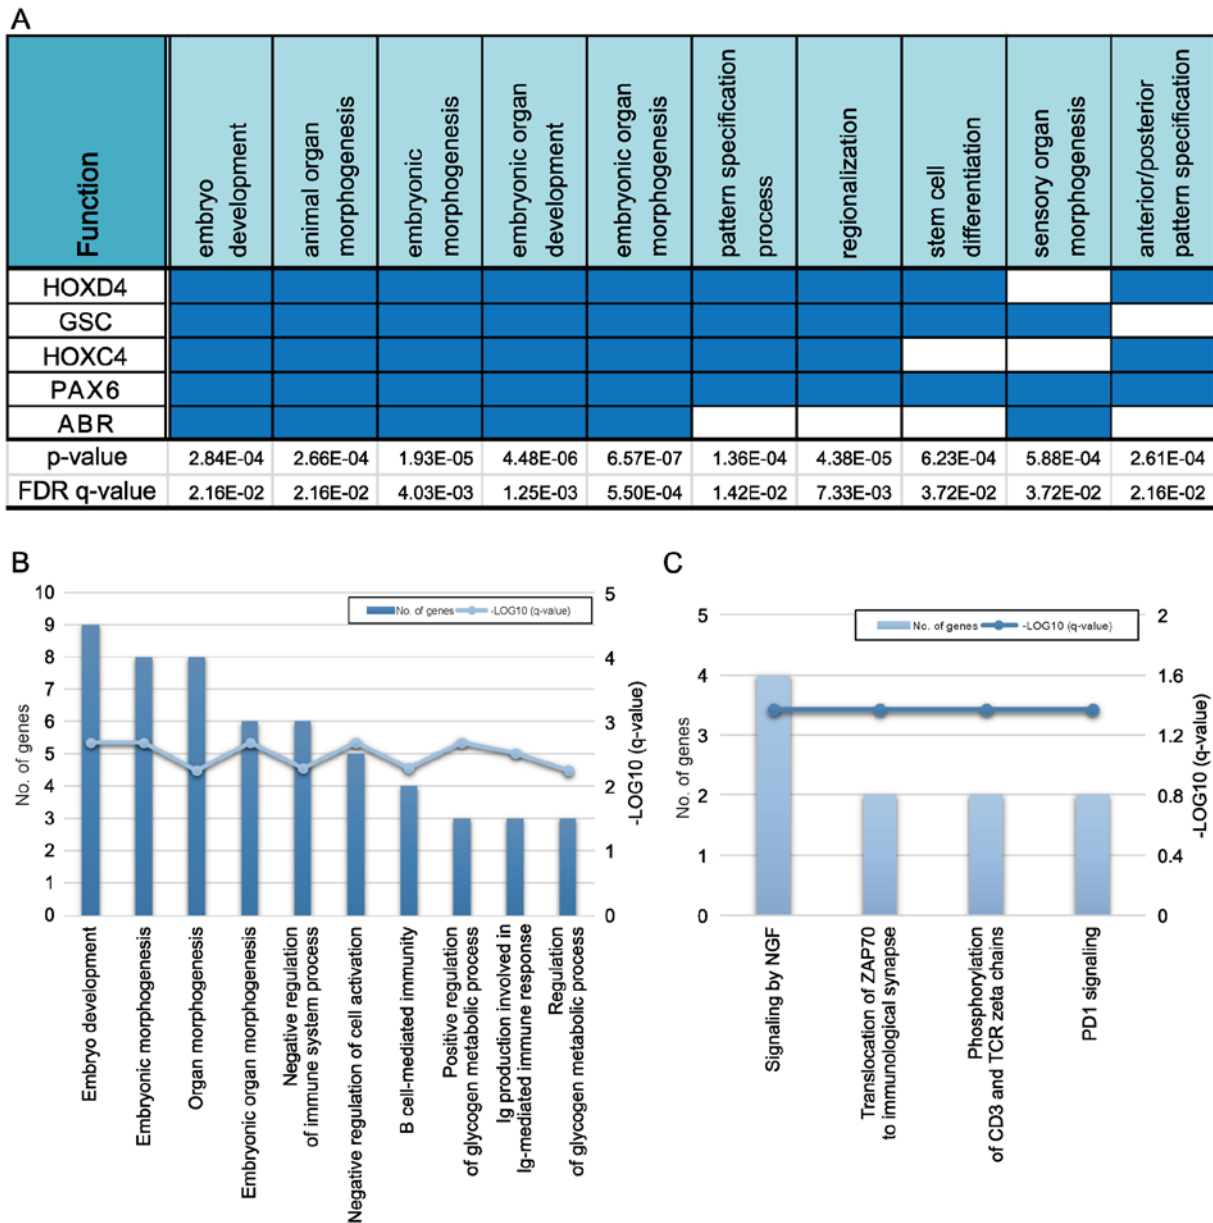 A
Function
embryo
development
animal organ
morphogenesis
embryonic
morphogenesis
embryonic organ
development
embryonic organ
morphogenesis
pattern specification
process
regionalization
stem cell
differentiation
sensory organ
morphogenesis
anterior/posterior
pattern specification
HOXD4
GSC
HOXC4
PAX6
ABR
p-value 2.84E-04 2.66E-04 1.93E-05 4.48E-06 6.57E-07 1.36E-04 4.38E-05 6.23E-04 5.88E-04 2.61E-04
FDR q-value 2.16E-02 2.16E-02 4.03E-03 1.25E-03 5.50E-04 1.42E-02 7.33E-03 3.72E-02 3.72E-02 2.16E-02
B
No. of genes -LOG10 (q-value)
10
9
8
7
6
5
4
3
2
1
0
No. of genes
5
4
3
2
1
0
-LOG10 (q-value)
Embryo development
Embryonic morphogenesis
Organ morphogenesis
Embryonic organ morphogenesis
Negative regulation
of immune system process
Negative regulation of cell activation
B cell-mediated immunity
Positive regulation
of glycogen metabolic process
Ig production involved in
Ig-mediated immune response
Regulation
of glycogen metabolic process
C
No. of genes -LOG10 (q-value)
5
4
3
2
1
0
No. of genes
2
1.6
1.2
0.8
0.4
0
-LOG10 (q-value)
Signaling by NGF
Translocation of ZAP70
to immunological synapse
Phosphorylation
of CD3 and TCR zeta chains
PD1 signaling